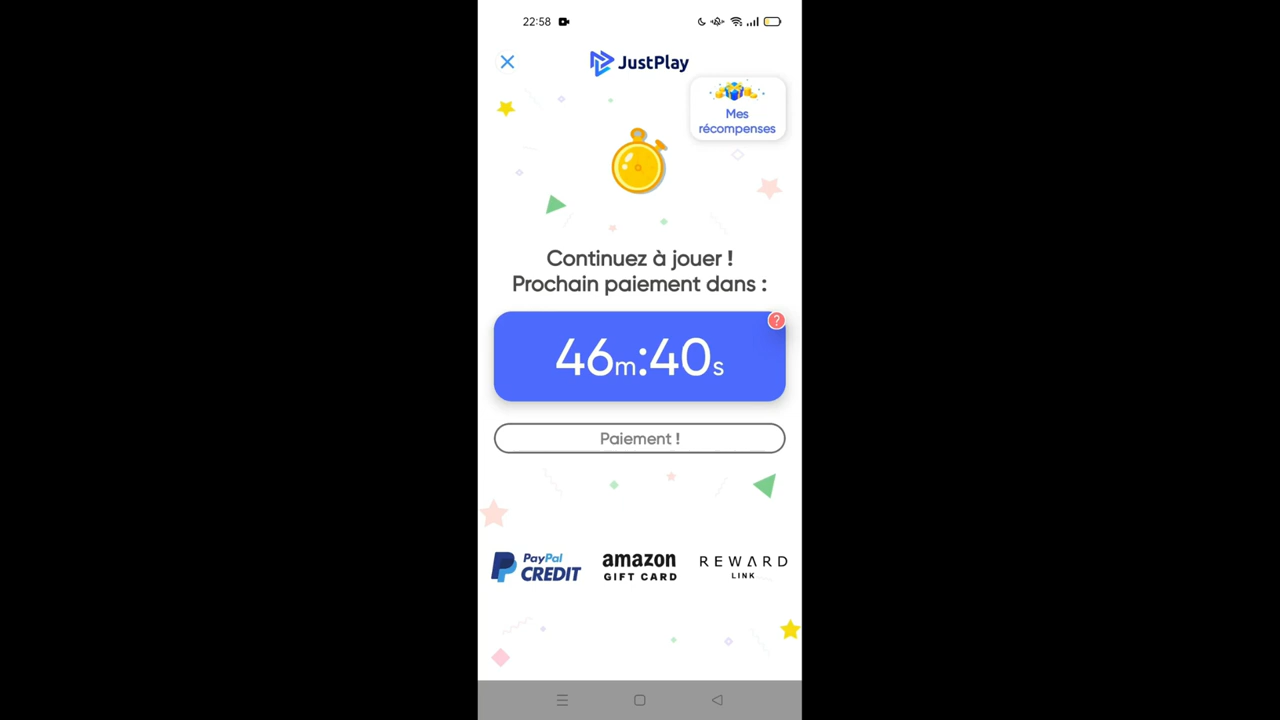 22:58
JustPlay
Mes
récompenses
Continuez à jouer !
Prochain paiement dans :
?
46m:40s
Paiement !
PayPal
CREDIT
amazon
GIFT CARD
REWARD
LINK